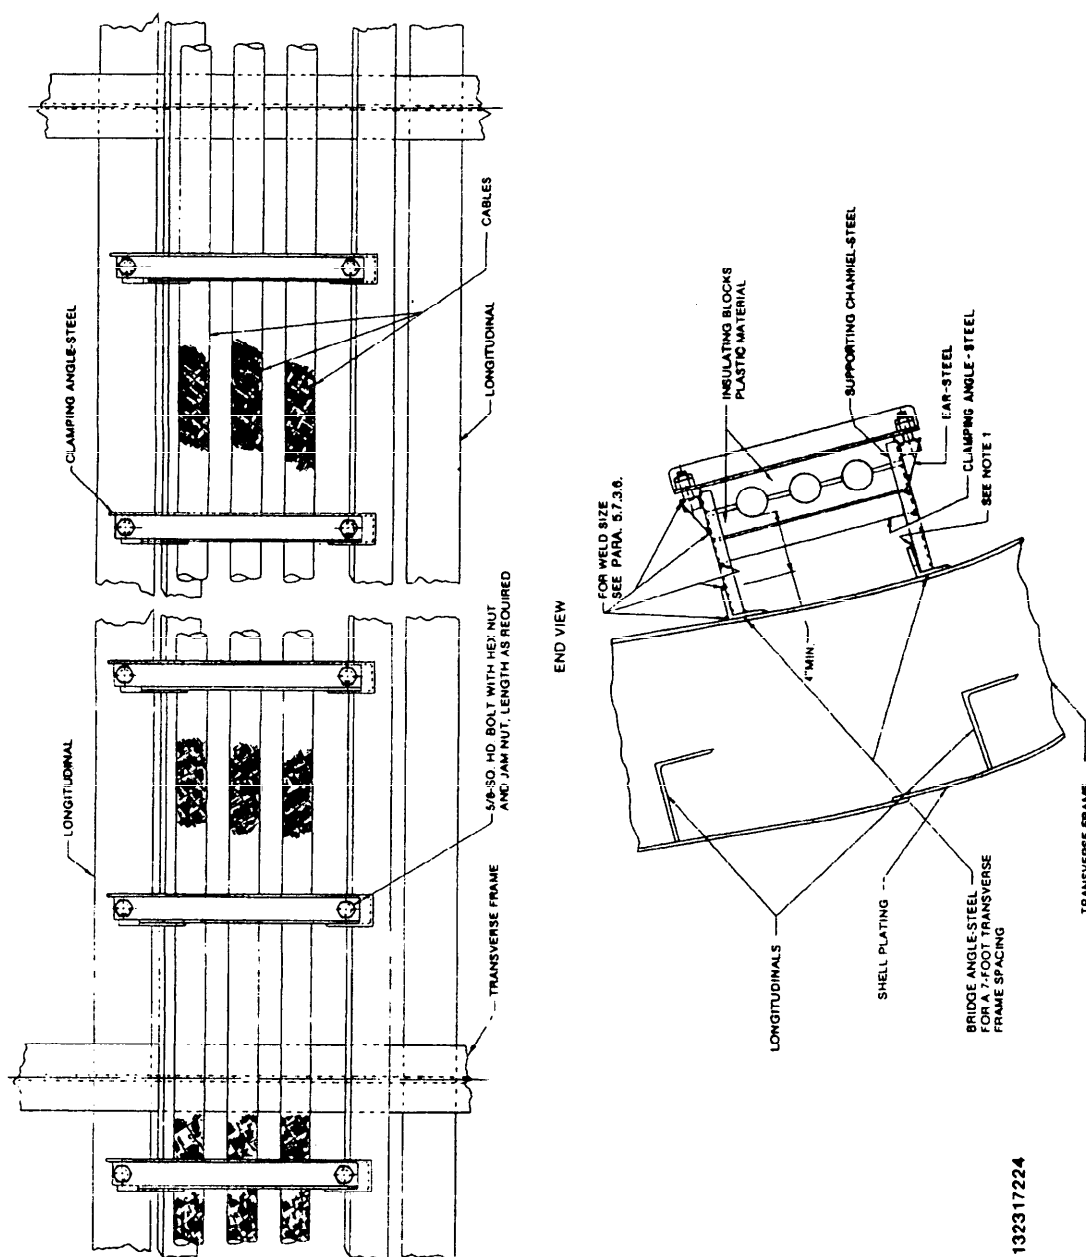 CLAMPING ANGLE-STEEL
CABLES
LONGITUDINAL
LONGITUDINAL
5/8-SQ. HD. BOLT WITH HEX NUT
AND JAM NUT, LENGTH AS REQUIRED
TRANSVERSE FRAME
END VIEW
FOR WELD SIZE
SEE PARA. 5.7.3.6.
INSULATING BLOCKS
PLASTIC MATERIAL
SUPPORTING CHANNEL-STEEL
EAR-STEEL
CLAMPING ANGLE-STEEL
SEE NOTE 1
4" MIN.
LONGITUDINALS
SHELL PLATING
BRIDGE ANGLE-STEEL
FOR A 7-FOOT TRANSVERSE
FRAME SPACING
TRANSVERSE FRAME
132317224